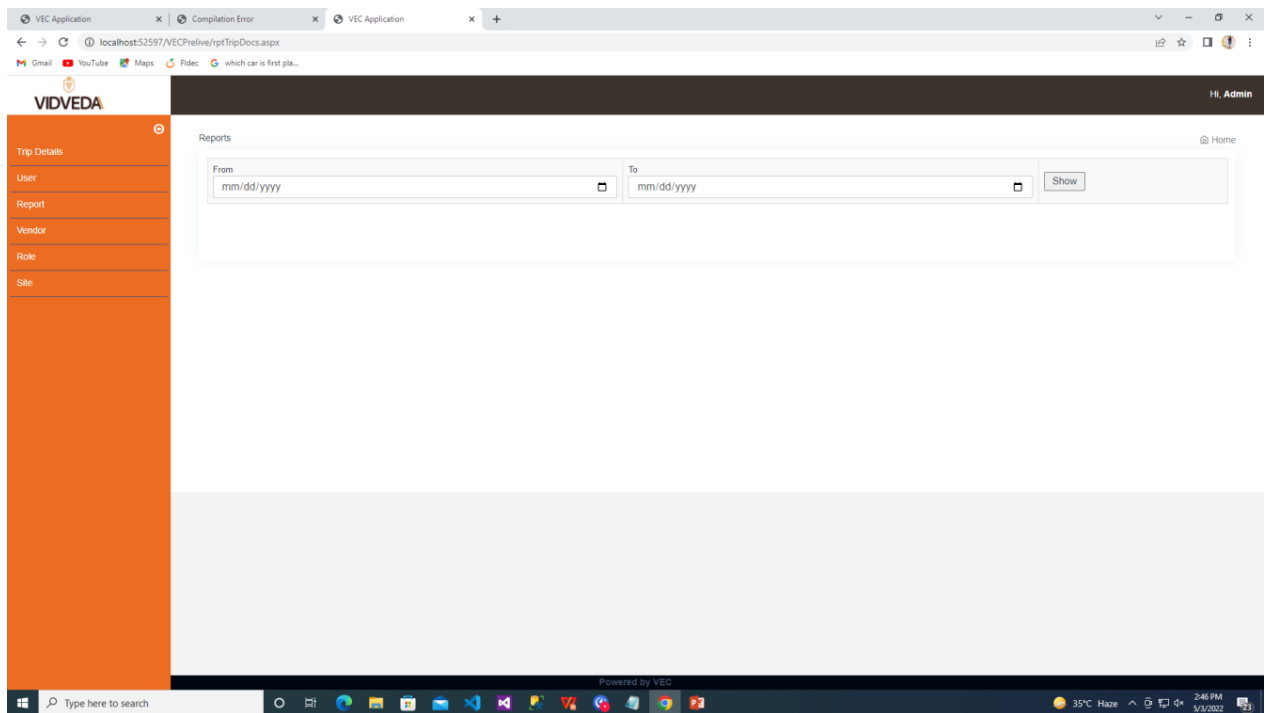 VEC Application
Compilation Error
VEC Application
localhost:52597/VECPrelive/rptTripDocs.aspx
Gmail YouTube Maps Fldec which car is first pla...
VIDVEDA
Hi, Admin
Reports
Home
Trip Details
User
Report
Vendor
Role
Site
From
mm/dd/yyyy
To
mm/dd/yyyy
Show
Powered by VEC
Type here to search
35°C Haze
2:46 PM
5/3/2022
23